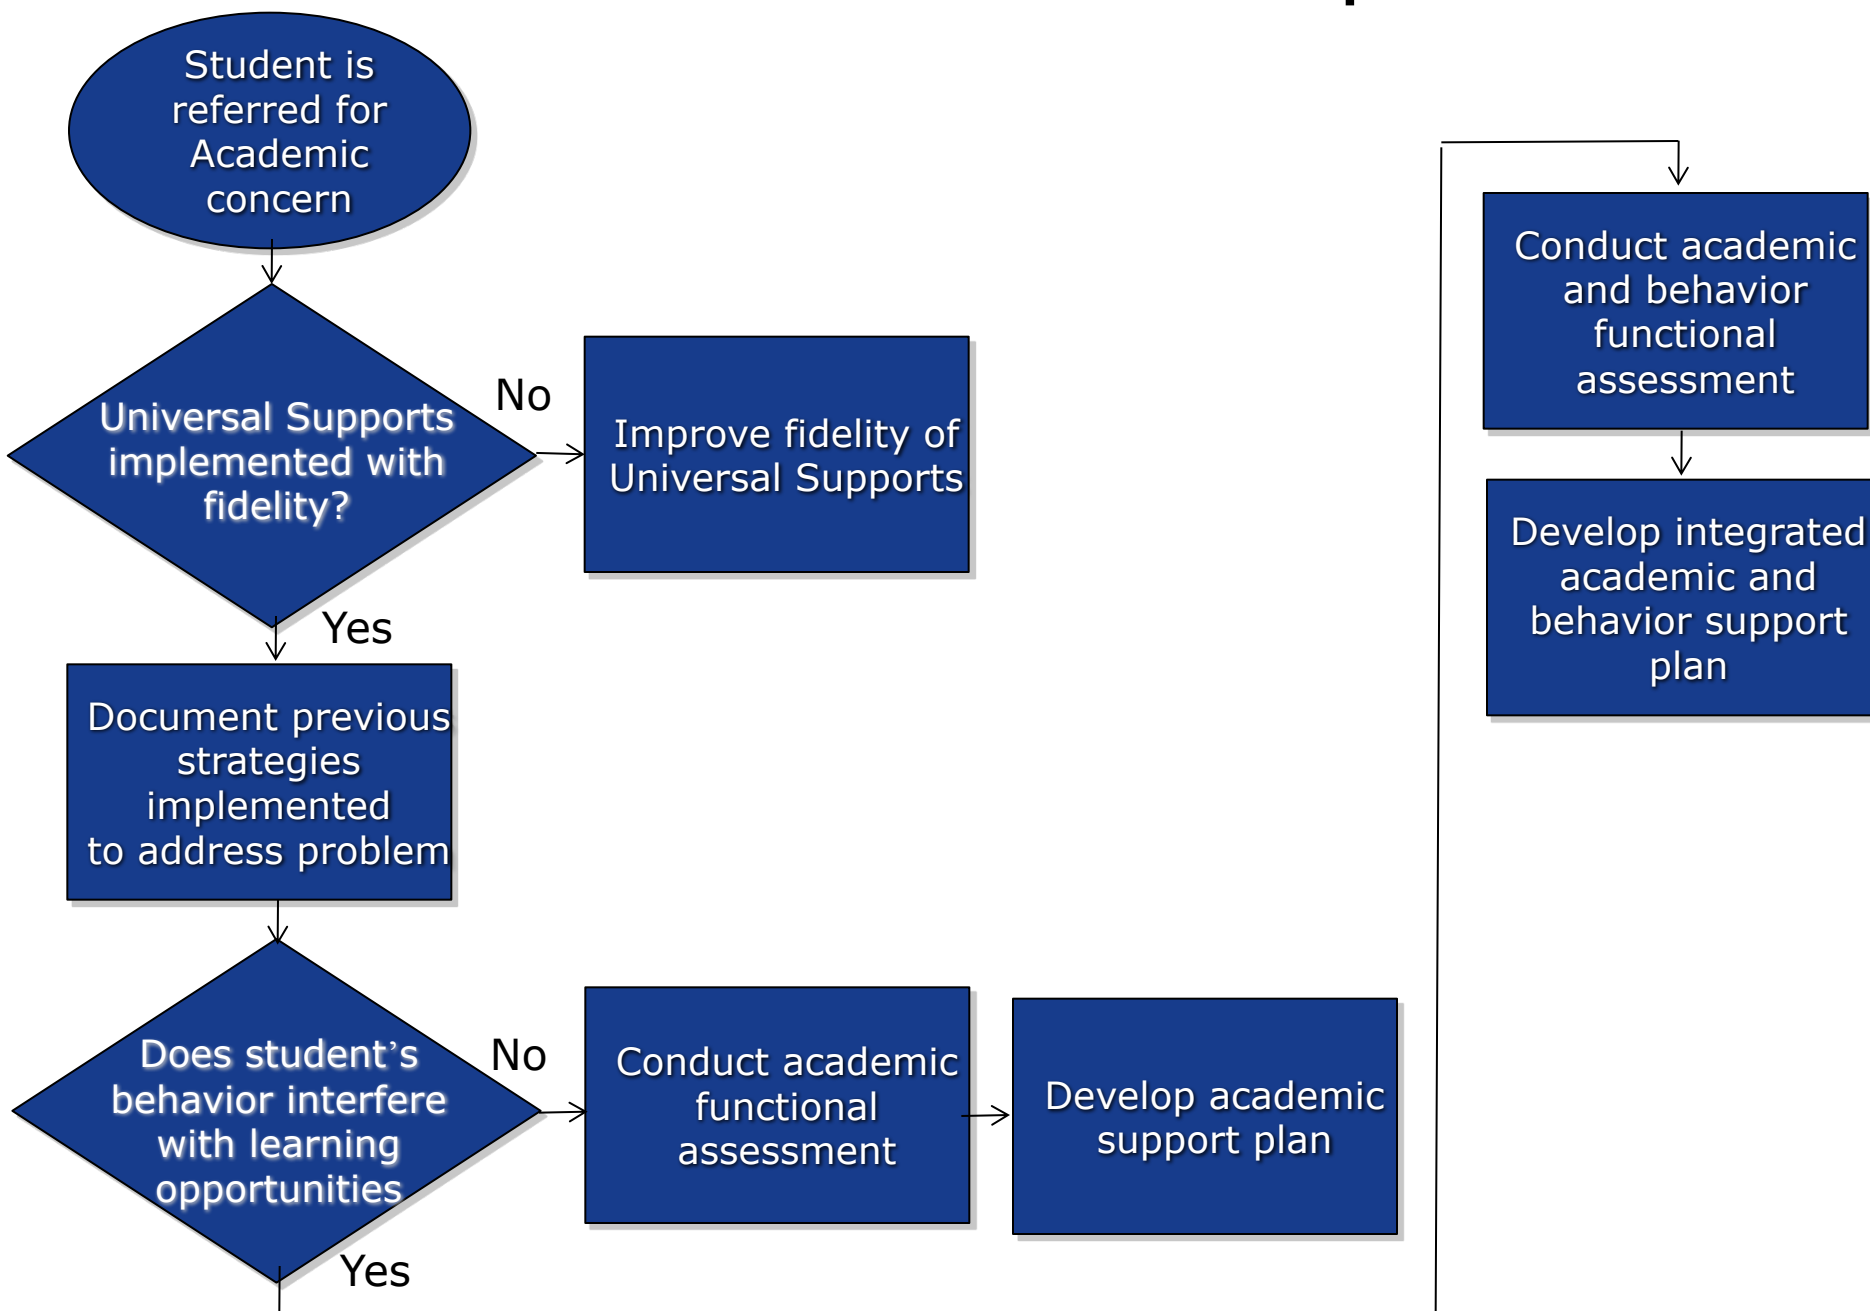 Student is
referred for
Academic
concern
Universal Supports
implemented with
fidelity?
No
Improve fidelity of
Universal Supports
Yes
Document previous
strategies
implemented
to address problem
Does student’s
behavior interfere
with learning
opportunities
No
Conduct academic
functional
assessment
Develop academic
support plan
Yes
Conduct academic
and behavior
functional
assessment
Develop integrated
academic and
behavior support
plan